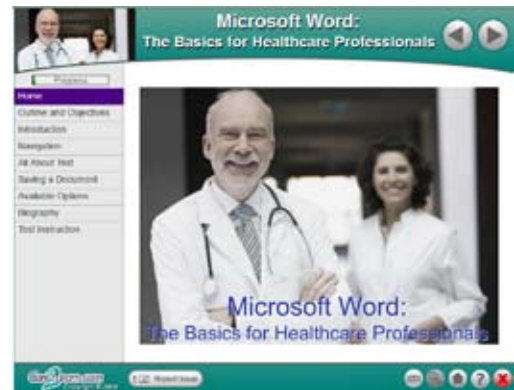 Microsoft Word:
The Basics for Healthcare Professionals
Progress
Home
Outline and Objectives
Introduction
Navigation
All About Text
Saving a Document
Available Options
Biography
Test Instruction
Microsoft Word:
The Basics for Healthcare Professionals
Report Issue